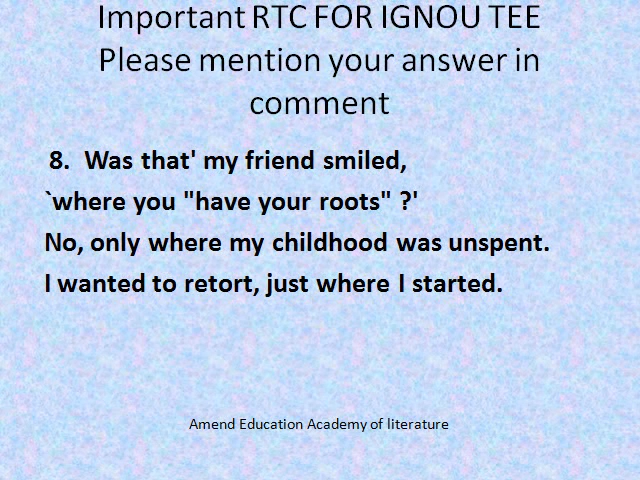 Important RTC FOR IGNOU TEE
Please mention your answer in
comment
8. Was that' my friend smiled,
`where you "have your roots" ?'
No, only where my childhood was unspent.
I wanted to retort, just where I started.
Amend Education Academy of literature